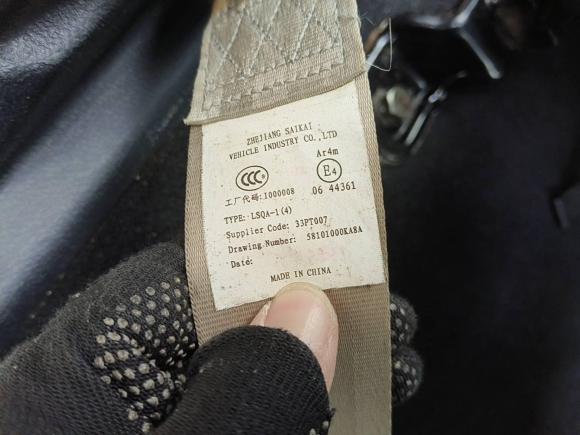 ZHEJIANG SAIKAI
VEHICLE INDUSTRY CO.,LTD
CCC
工厂代码:1000008
Ar4m
E4
06 44361
TYPE: LSQA-1(4)
Supplier Code: 33PT007
Drawing Number: 58101000KA8A
Date:
MADE IN CHINA